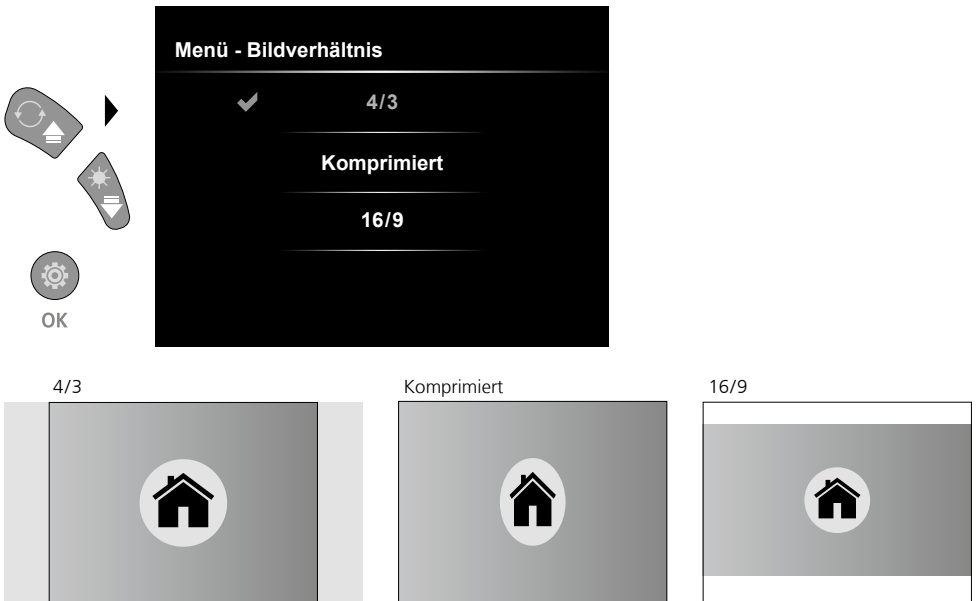 Menü - Bildverhältnis
4/3
Komprimiert
16/9
OK
4/3
Komprimiert
16/9